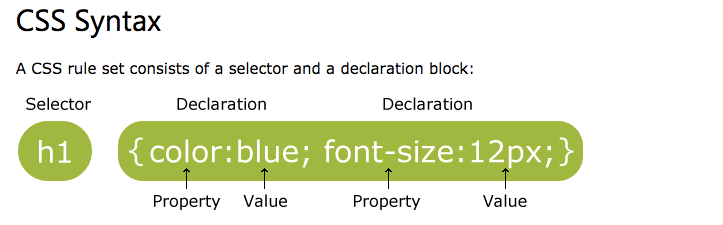 CSS Syntax
A CSS rule set consists of a selector and a declaration block:
Selector Declaration Declaration
h1 {color:blue; font-size:12px;}
Property Value Property Value